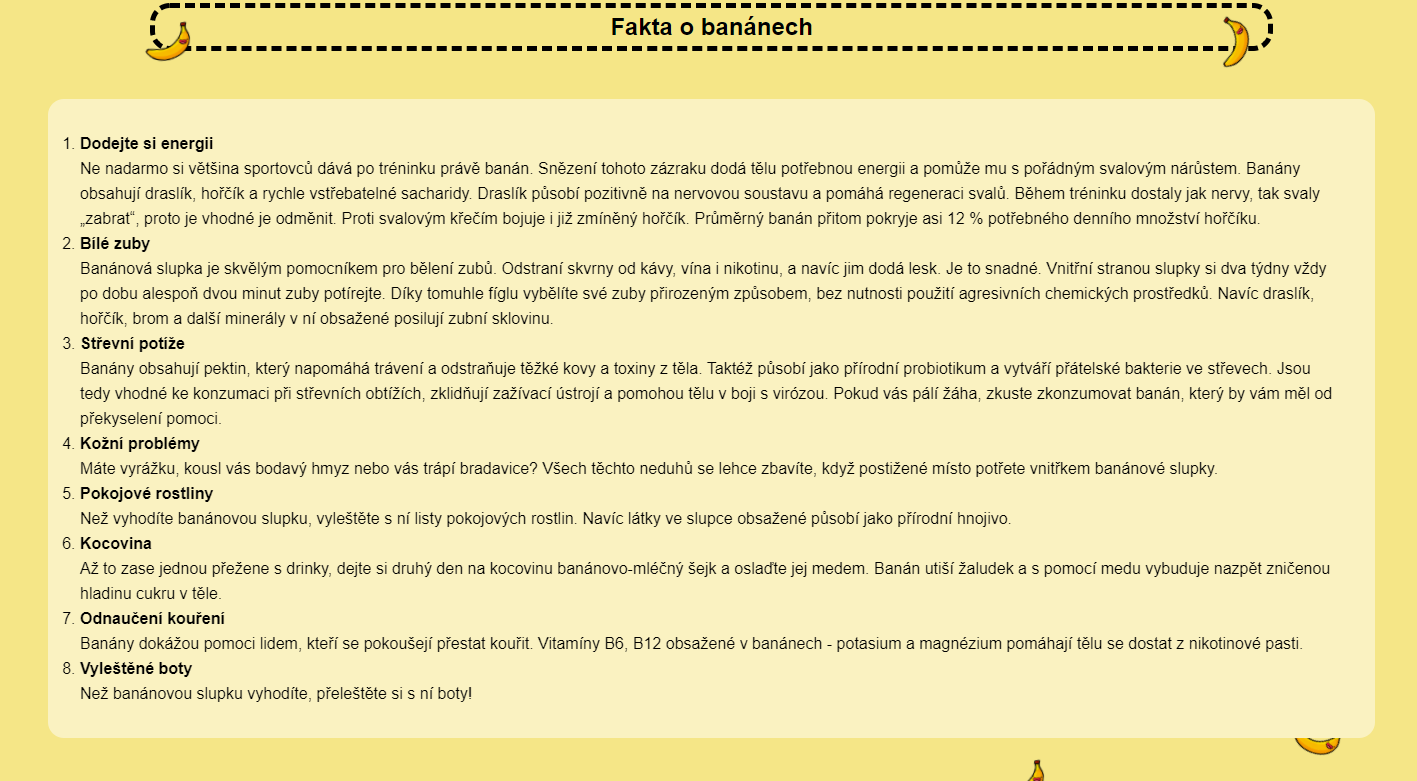 Fakta o banánech
1. Dodejte si energii
Ne nadarmo si většina sportovců dává po tréninku právě banán. Snězení tohoto zázraku dodá tělu potřebnou energii a pomůže mu s pořádným svalovým nárůstem. Banány
obsahují draslík, hořčík a rychle vstřebatelné sacharidy. Draslík působí pozitivně na nervovou soustavu a pomáhá regeneraci svalů. Během tréninku dostaly jak nervy, tak svaly
„zabrat“, proto je vhodné je odměnit. Proti svalovým křečím bojuje i již zmíněný hořčík. Průměrný banán přitom pokryje asi 12 % potřebného denního množství hořčíku.
2. Bílé zuby
Banánová slupka je skvělým pomocníkem pro bělení zubů. Odstraní skvrny od kávy, vína i nikotinu, a navíc jim dodá lesk. Je to snadné. Vnitřní stranou slupky si dva týdny vždy
po dobu alespoň dvou minut zuby potírejte. Díky tomuhle fíglu vybělíte své zuby přirozeným způsobem, bez nutnosti použití agresivních chemických prostředků. Navíc draslík,
hořčík, brom a další minerály v ní obsažené posilují zubní sklovinu.
3. Střevní potíže
Banány obsahují pektin, který napomáhá trávení a odstraňuje těžké kovy a toxiny z těla. Taktéž působí jako přírodní probiotikum a vytváří přátelské bakterie ve střevech. Jsou
tedy vhodné ke konzumaci při střevních obtížích, zklidňují zažívací ústrojí a pomohou tělu v boji s virózou. Pokud vás pálí žáha, zkuste zkonzumovat banán, který by vám měl od
překyselení pomoci.
4. Kožní problémy
Máte vyrážku, kousl vás bodavý hmyz nebo vás trápí bradavice? Všech těchto neduhů se lehce zbavíte, když postižené místo potřete vnitřkem banánové slupky.
5. Pokojové rostliny
Než vyhodíte banánovou slupku, vyleštěte s ní listy pokojových rostlin. Navíc látky ve slupce obsažené působí jako přírodní hnojivo.
6. Kocovina
Až to zase jednou přežene s drinky, dejte si druhý den na kocovinu banánovo-mléčný šejk a oslaďte jej medem. Banán utiší žaludek a s pomocí medu vybuduje nazpět zničenou
hladinu cukru v těle.
7. Odnaučení kouření
Banány dokážou pomoci lidem, kteří se pokoušejí přestat kouřit. Vitamíny B6, B12 obsažené v banánech - potasium a magnézium pomáhají tělu se dostat z nikotinové pasti.
8. Vyleštěné boty
Než banánovou slupku vyhodíte, přeleštěte si s ní boty!